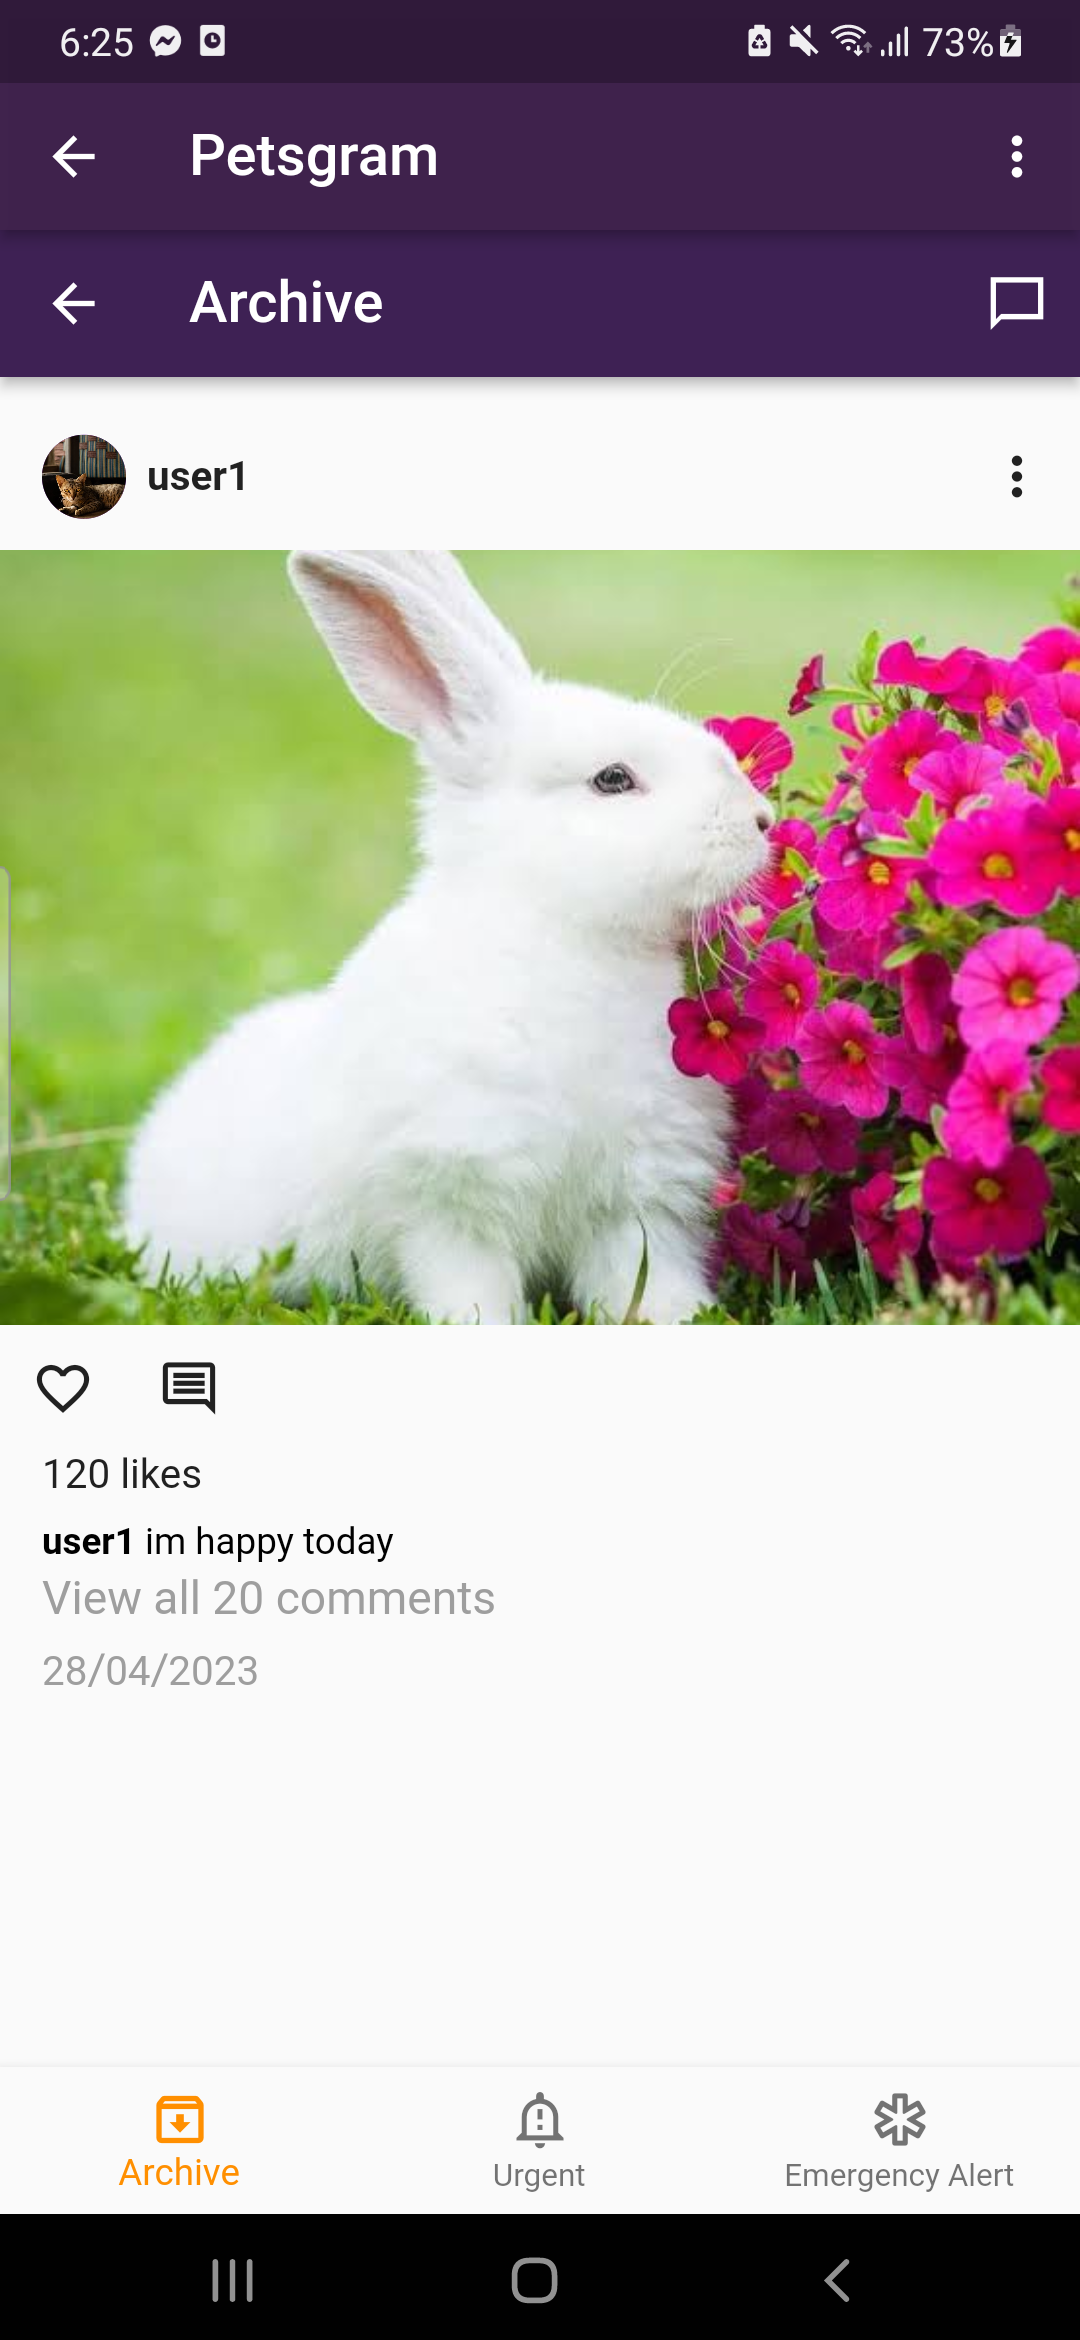 6:25 73%
Petsgram
Archive
user1
120 likes
user1 im happy today
View all 20 comments
28/04/2023
Archive Urgent Emergency Alert